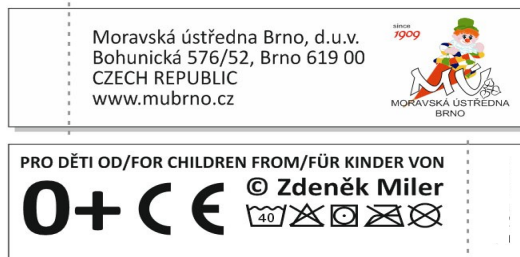 Moravská ústředna Brno, d.u.v.
Bohunická 576/52, Brno 619 00
CZECH REPUBLIC
www.mubrno.cz
since
1909
MU
MORAVSKÁ ÚSTŘEDNA
BRNO
PRO DĚTI OD/FOR CHILDREN FROM/FÜR KINDER VON
0+ CE
© Zdeněk Miler
40